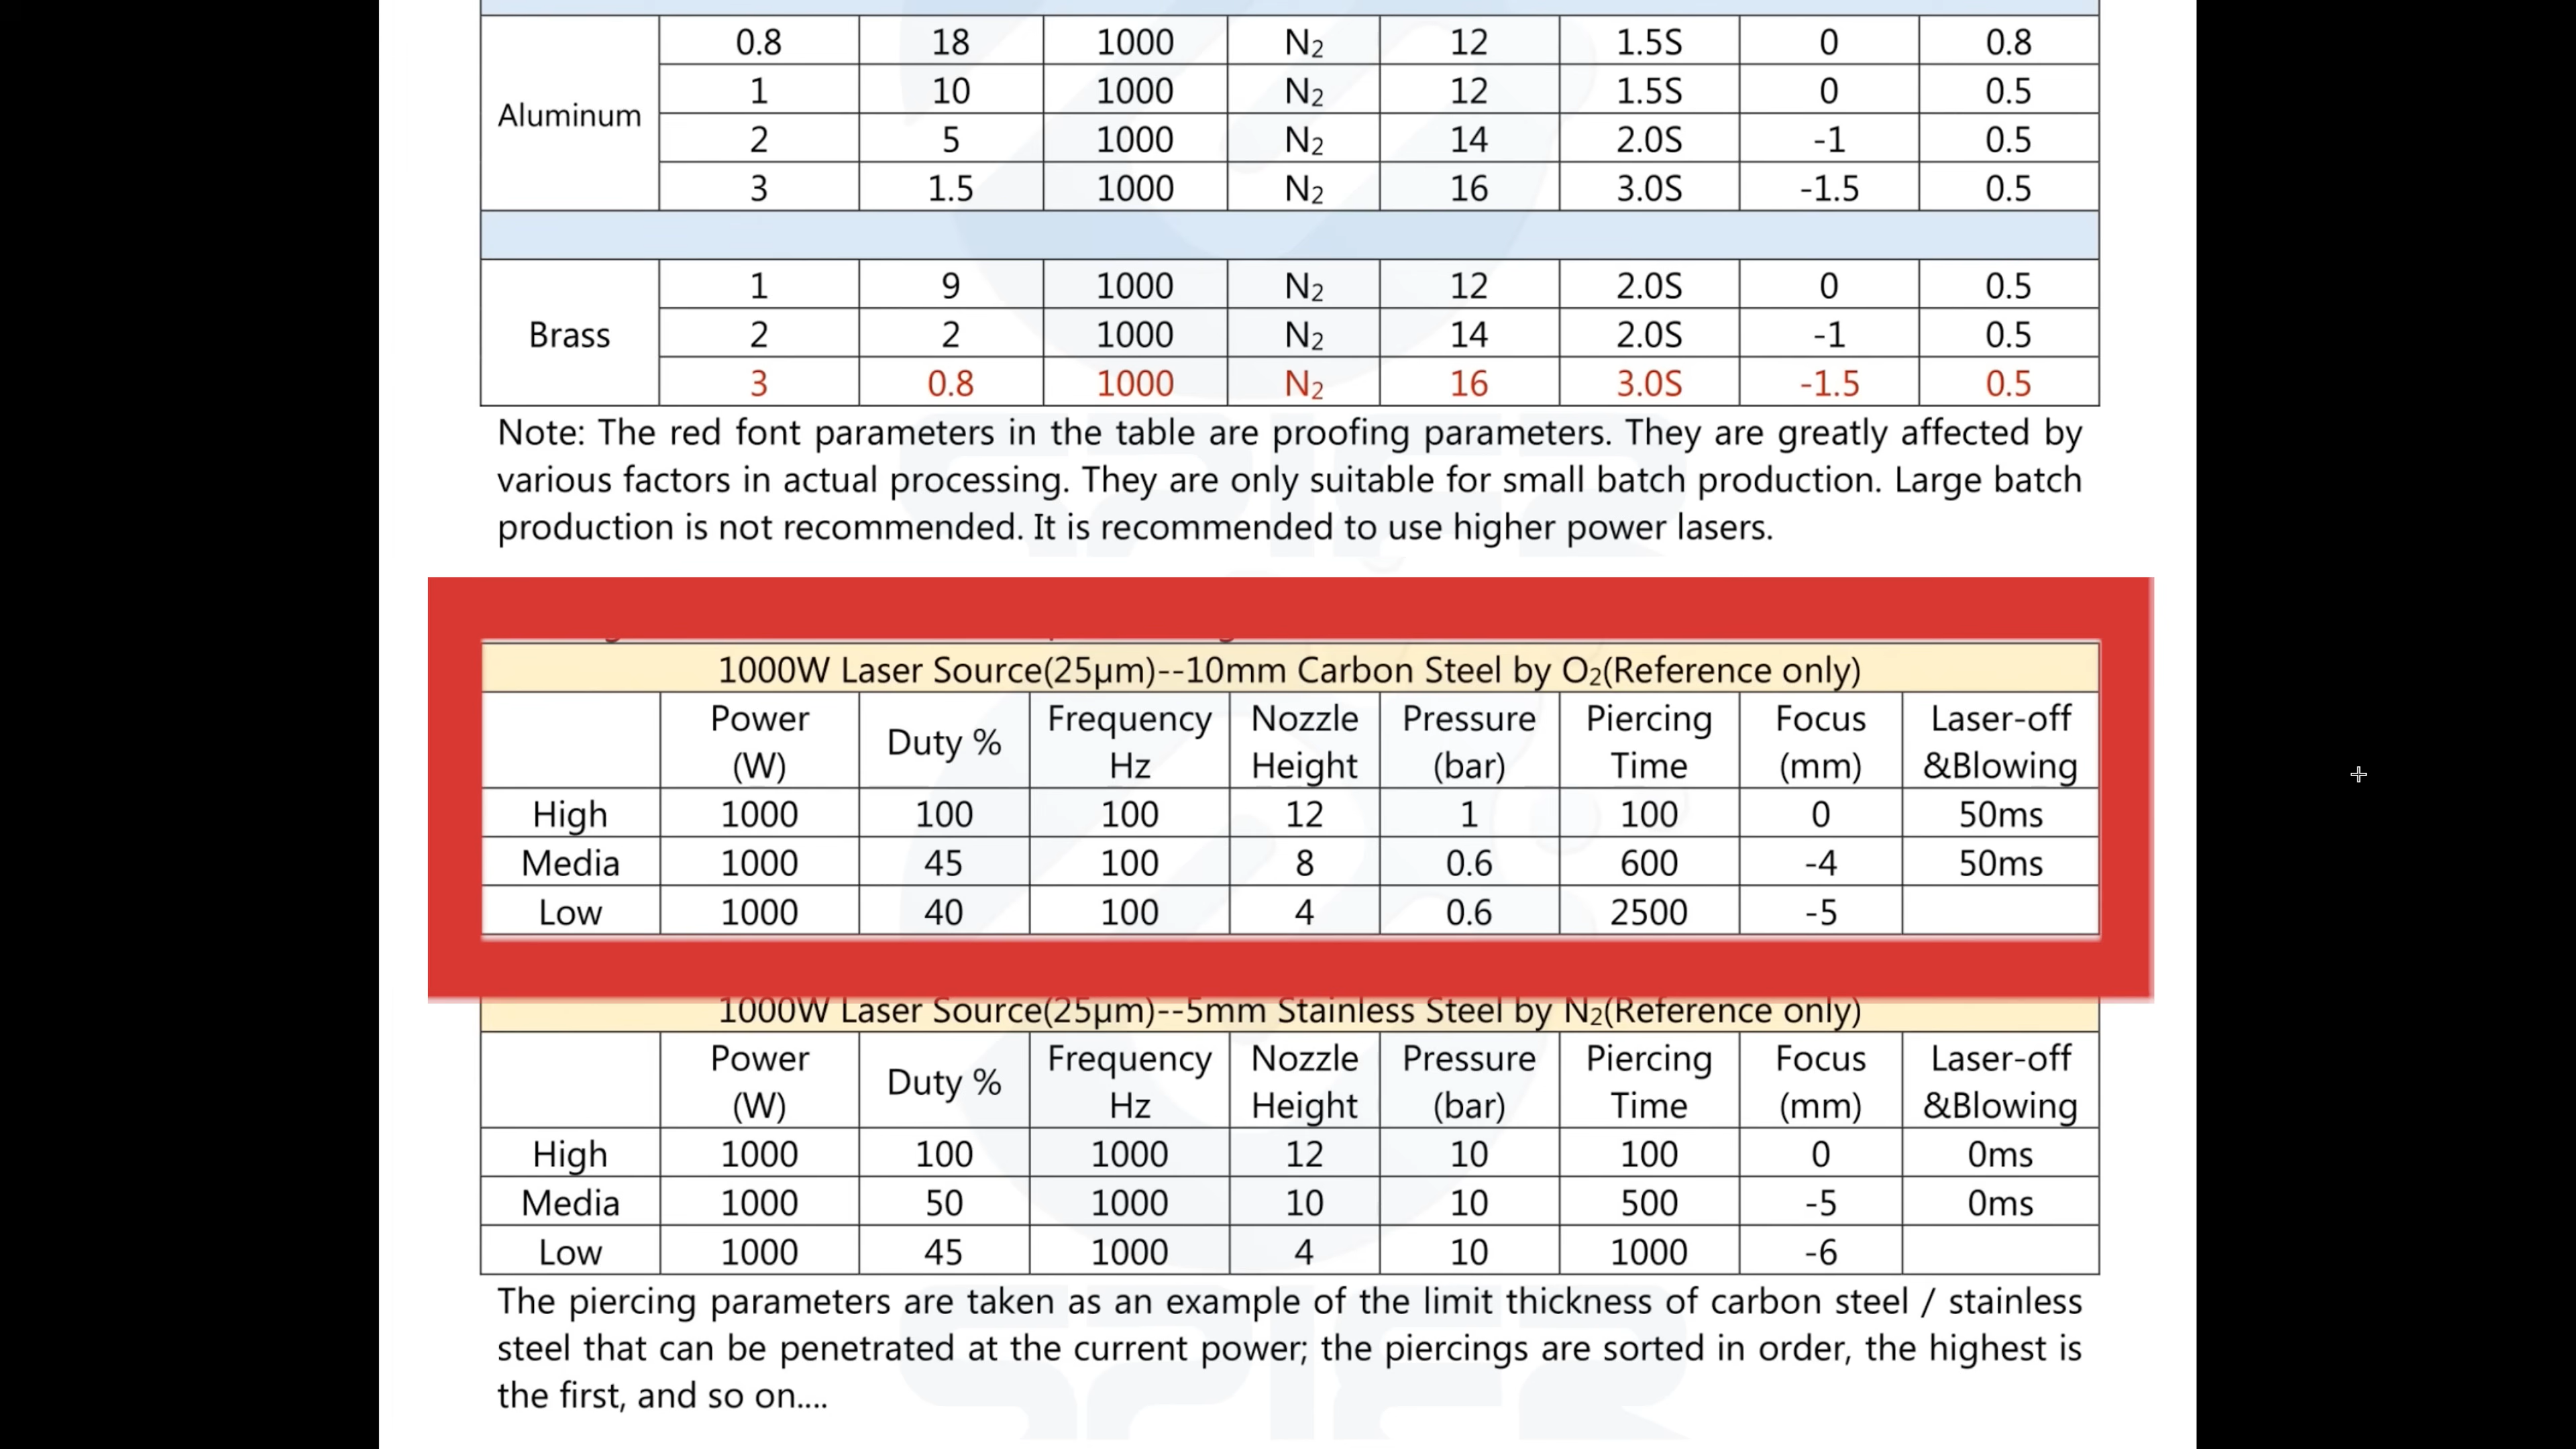 Aluminum
0.8 18 1000 N₂ 12 1.5S 0 0.8
1 10 1000 N₂ 12 1.5S 0 0.5
2 5 1000 N₂ 14 2.0S -1 0.5
3 1.5 1000 N₂ 16 3.0S -1.5 0.5
Brass
1 9 1000 N₂ 12 2.0S 0 0.5
2 2 1000 N₂ 14 2.0S -1 0.5
3 0.8 1000 N₂ 16 3.0S -1.5 0.5
Note: The red font parameters in the table are proofing parameters. They are greatly affected by
various factors in actual processing. They are only suitable for small batch production. Large batch
production is not recommended. It is recommended to use higher power lasers.
1000W Laser Source(25μm)--10mm Carbon Steel by O₂(Reference only)
Power (W) Duty % Frequency Hz Nozzle Height Pressure (bar) Piercing Time Focus (mm) Laser-off &Blowing
High 1000 100 100 12 1 100 0 50ms
Media 1000 45 100 8 0.6 600 -4 50ms
Low 1000 40 100 4 0.6 2500 -5
1000W Laser Source(25μm)--5mm Stainless Steel by N₂(Reference only)
Power (W) Duty % Frequency Hz Nozzle Height Pressure (bar) Piercing Time Focus (mm) Laser-off &Blowing
High 1000 100 1000 12 10 100 0 0ms
Media 1000 50 1000 10 10 500 -5 0ms
Low 1000 45 1000 4 10 1000 -6
The piercing parameters are taken as an example of the limit thickness of carbon steel / stainless
steel that can be penetrated at the current power; the piercings are sorted in order, the highest is
the first, and so on....